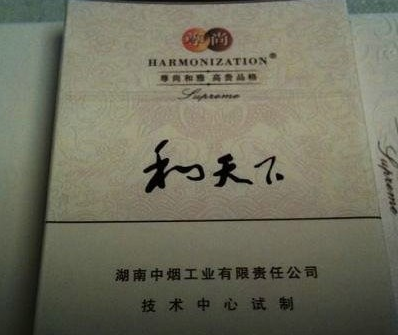 尊尚
HARMONIZATION®
尊尚和雅 高贵品格
Supreme
和天下
湖南中烟工业有限责任公司
技术中心试制
Supreme